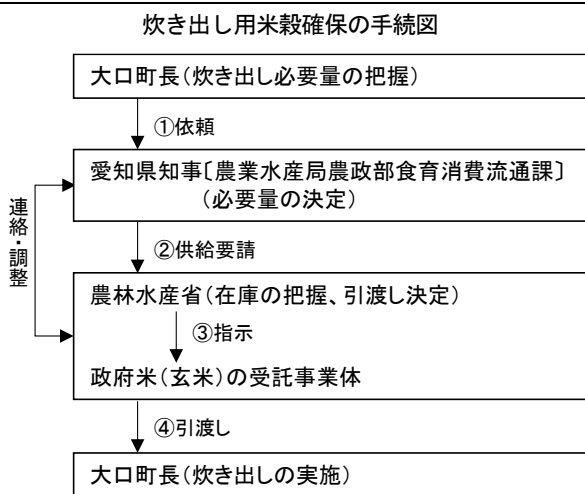 炊き出し用米穀確保の手続図
大口町長(炊き出し必要量の把握)
①依頼
愛知県知事〔農業水産局農政部食育消費流通課〕
(必要量の決定)
連絡・調整
②供給要請
農林水産省(在庫の把握、引渡し決定)
③指示
政府米(玄米)の受託事業体
④引渡し
大口町長(炊き出しの実施)